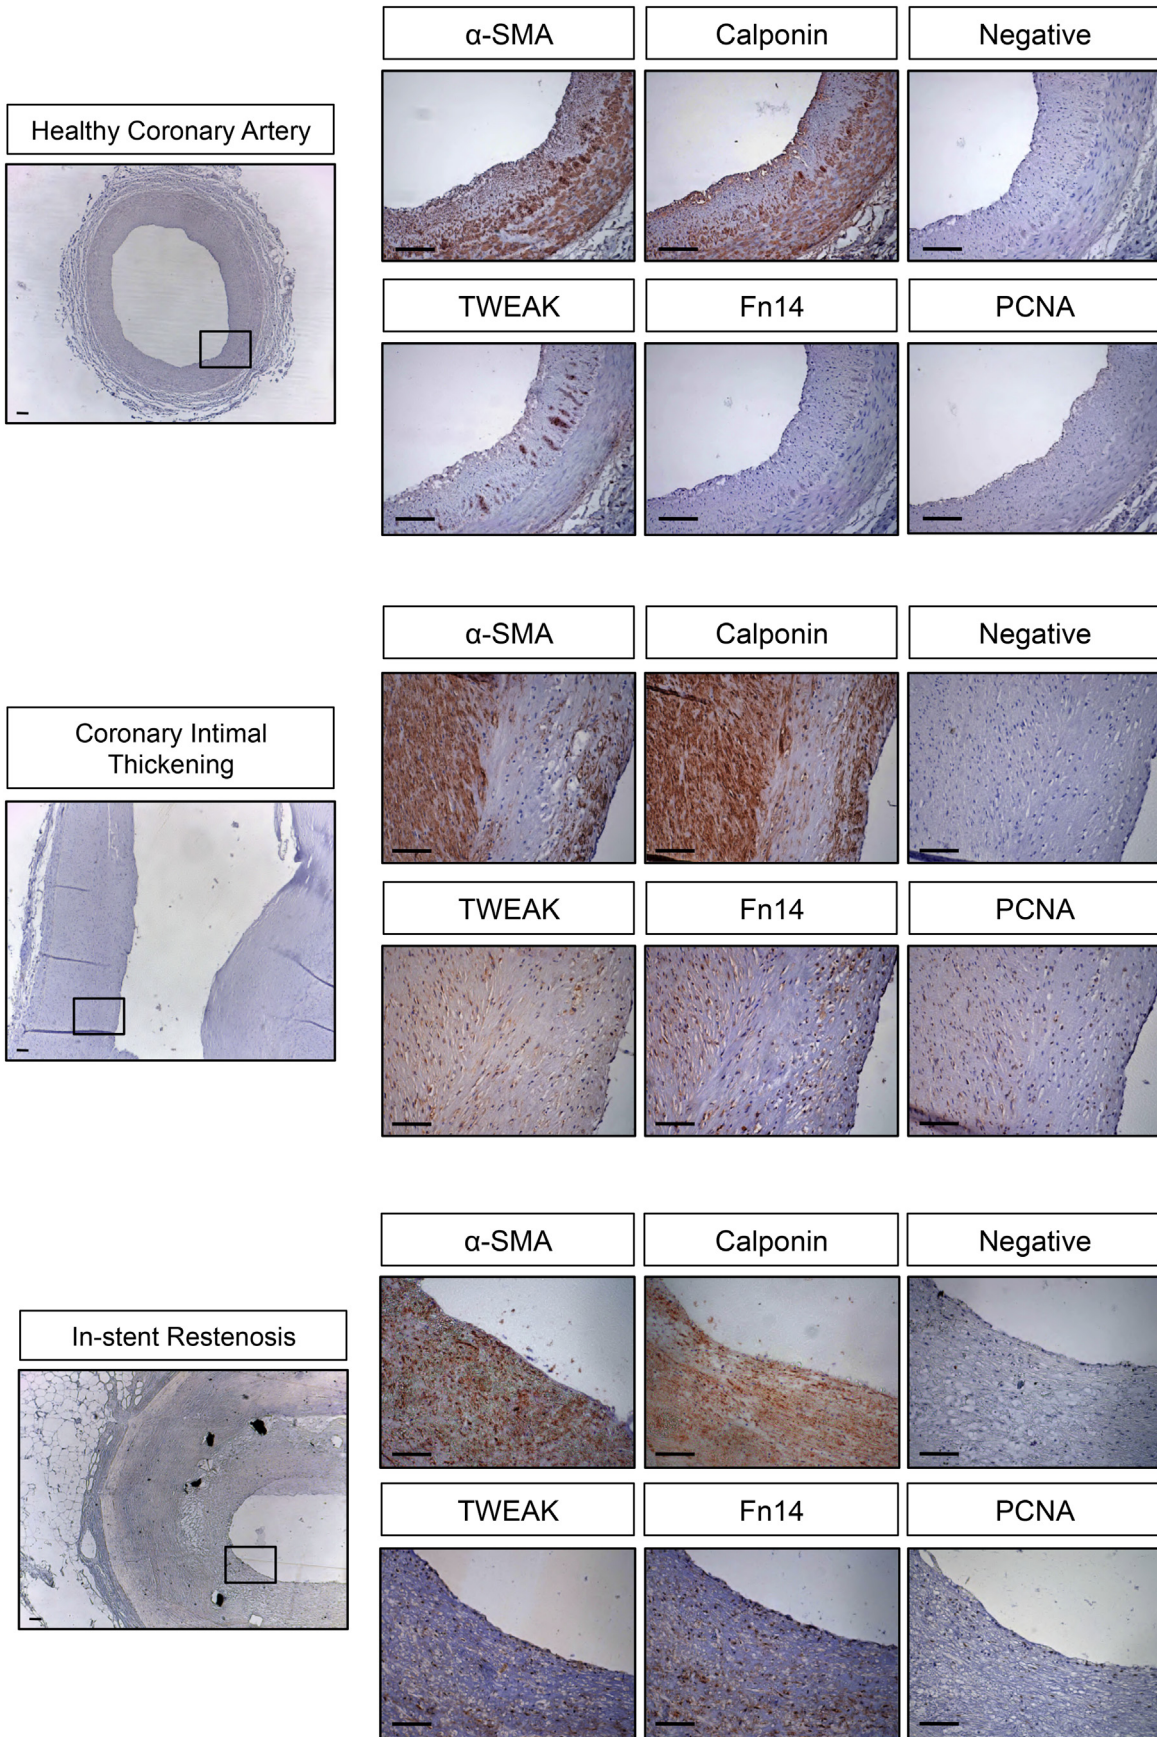 α-SMA
Calponin
Negative
Healthy Coronary Artery
TWEAK
Fn14
PCNA
α-SMA
Calponin
Negative
Coronary Intimal
Thickening
TWEAK
Fn14
PCNA
α-SMA
Calponin
Negative
In-stent Restenosis
TWEAK
Fn14
PCNA